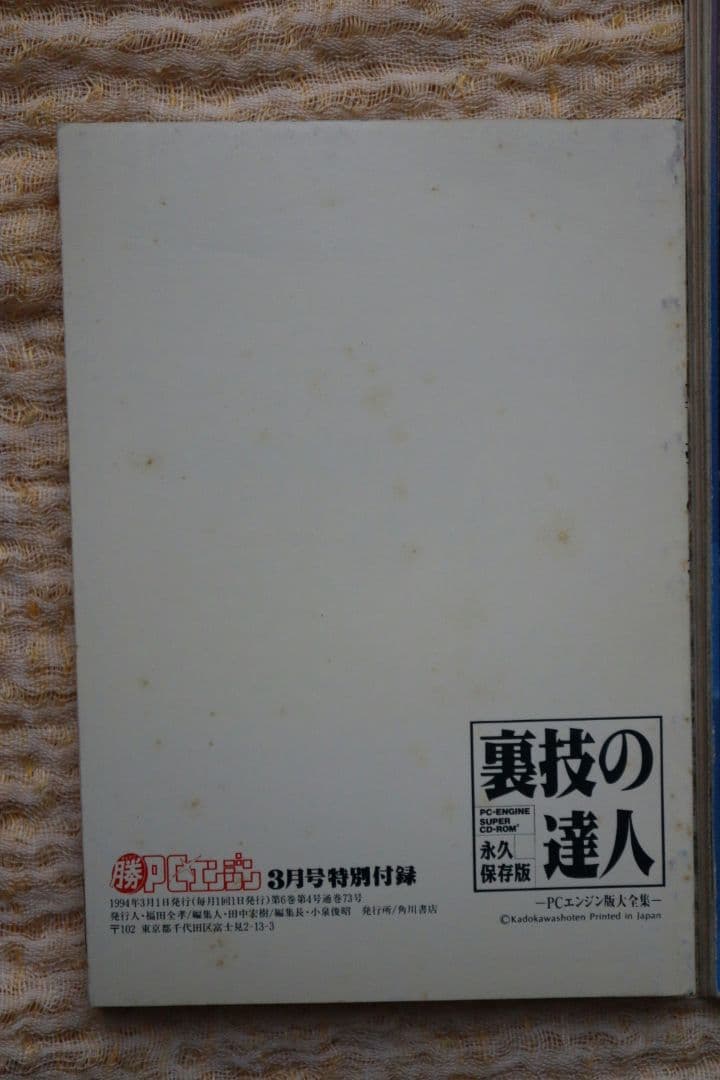 裏技の
達人
PC-ENGINE
SUPER
CD-ROM²
永久
保存版
―PCエンジン版大全集―
©Kadokawashoten Printed in Japan
勝PCエンジン 3月号特別付録
1994年3月1日発行(毎月1回1日発行)第6巻第4号通巻73号
発行人・福田全孝/編集人・田中宏樹/編集長・小泉俊昭 発行所/角川書店
〒102 東京都千代田区富士見2-13-3